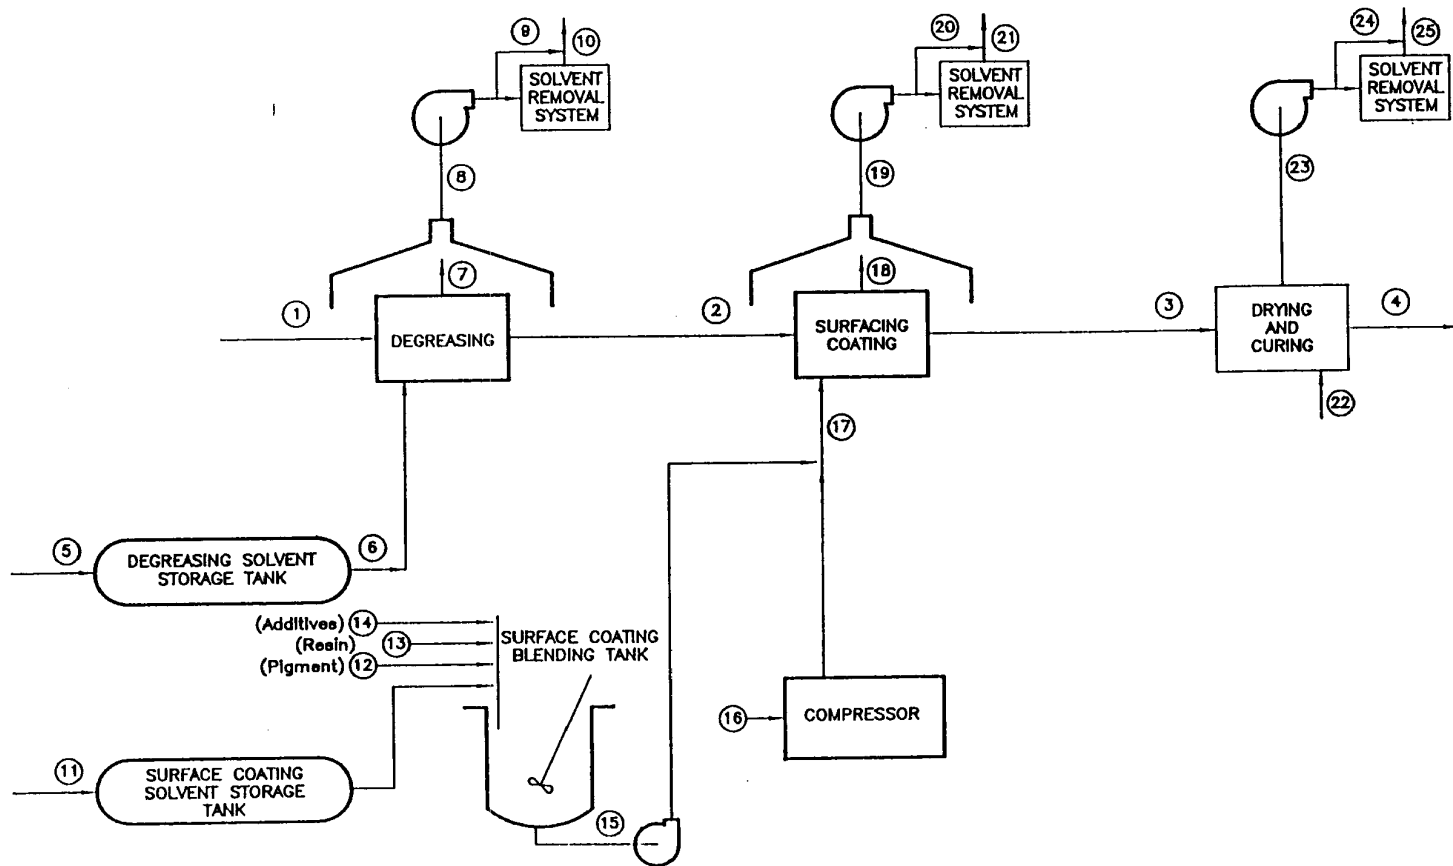 9
10
SOLVENT
REMOVAL
SYSTEM
20
21
SOLVENT
REMOVAL
SYSTEM
24
25
SOLVENT
REMOVAL
SYSTEM
8
19
23
7
18
1
DEGREASING
2
SURFACING
COATING
3
DRYING
AND
CURING
4
22
17
5
DEGREASING SOLVENT
STORAGE TANK
6
(Additives) 14
(Resin) 13
(Pigment) 12
SURFACE COATING
BLENDING TANK
16
COMPRESSOR
11
SURFACE COATING
SOLVENT STORAGE
TANK
15